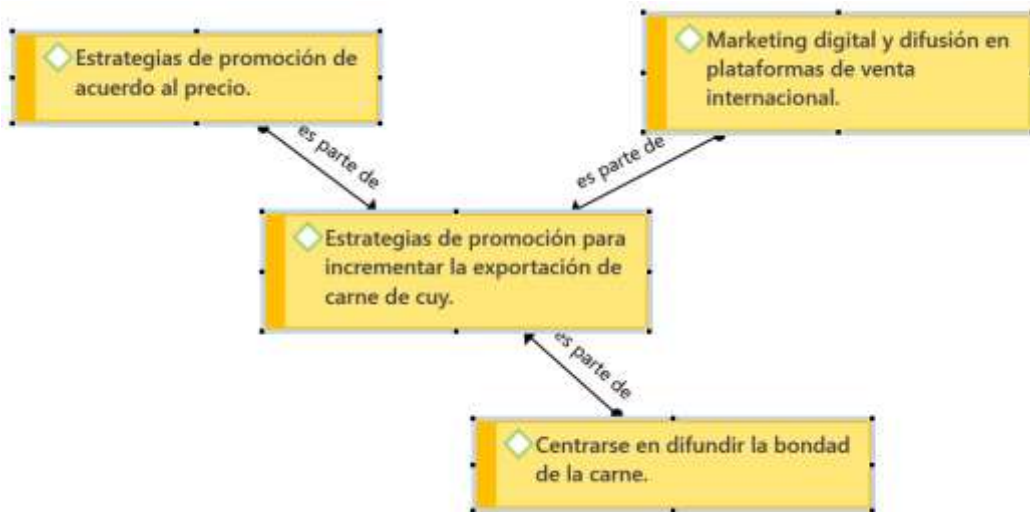 Estrategias de promoción de
acuerdo al precio.
Marketing digital y difusión en
plataformas de venta
internacional.
es parte de
es parte de
Estrategias de promoción para
incrementar la exportación de
carne de cuy.
es parte de
Centrarse en difundir la bondad
de la carne.